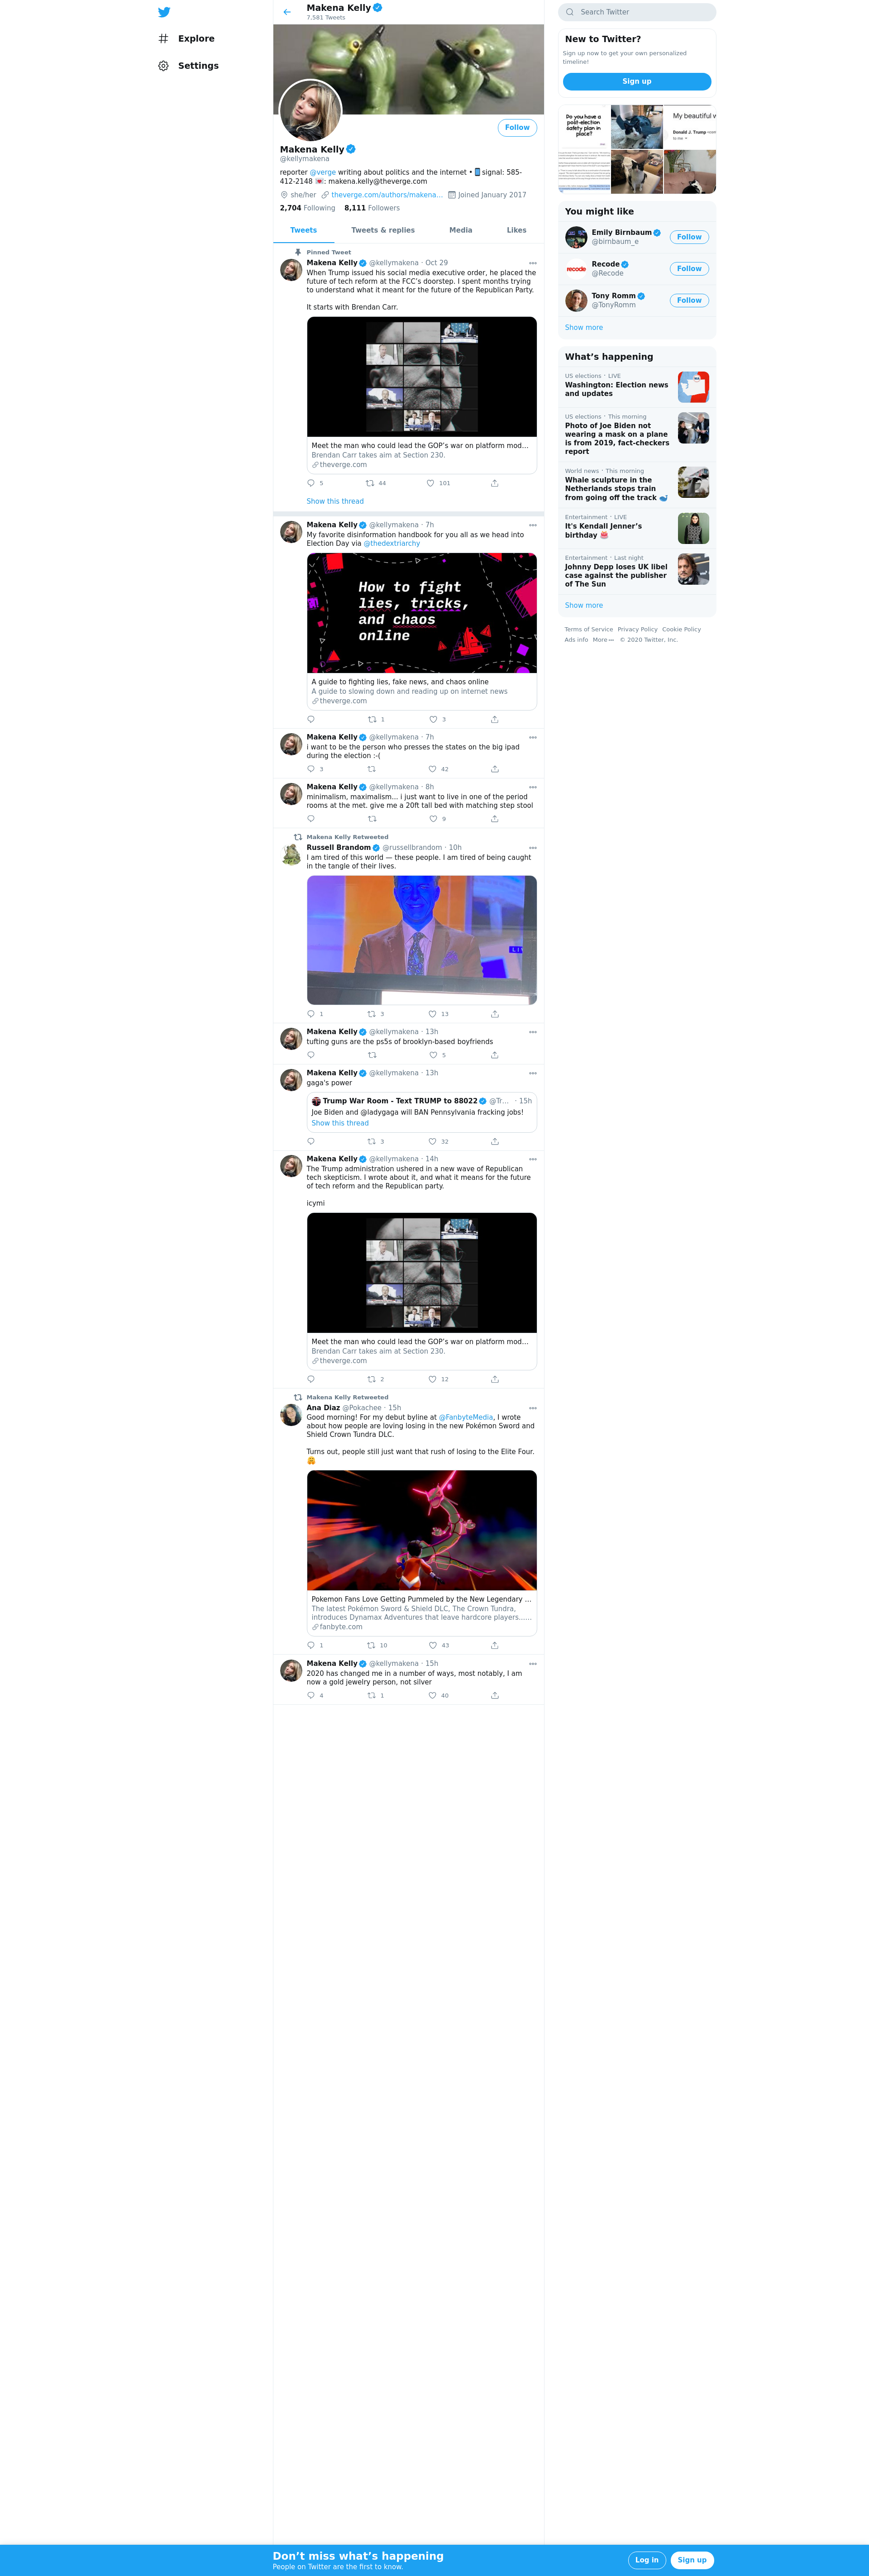 Explore
Settings
Makena Kelly
7,581 Tweets
Follow
Makena Kelly
@kellymakena
reporter @verge writing about politics and the internet • 📱signal: 585-
412-2148 💌: makena.kelly@theverge.com
she/her theverge.com/authors/makena… Joined January 2017
2,704 Following 8,111 Followers
Tweets Tweets & replies Media Likes
Pinned Tweet
Makena Kelly @kellymakena · Oct 29
When Trump issued his social media executive order, he placed the
future of tech reform at the FCC's doorstep. I spent months trying
to understand what it meant for the future of the Republican Party.
It starts with Brendan Carr.
Meet the man who could lead the GOP's war on platform mod…
Brendan Carr takes aim at Section 230.
theverge.com
5 44 101
Show this thread
Makena Kelly @kellymakena · 7h
My favorite disinformation handbook for you all as we head into
Election Day via @thedextriarchy
How to fight
lies, tricks,
and chaos
online
A guide to fighting lies, fake news, and chaos online
A guide to slowing down and reading up on internet news
theverge.com
1 3
Makena Kelly @kellymakena · 7h
i want to be the person who presses the states on the big ipad
during the election :-(
3 42
Makena Kelly @kellymakena · 8h
minimalism, maximalism... i just want to live in one of the period
rooms at the met. give me a 20ft tall bed with matching step stool
9
Makena Kelly Retweeted
Russell Brandom @russellbrandom · 10h
I am tired of this world — these people. I am tired of being caught
in the tangle of their lives.
1 3 13
Makena Kelly @kellymakena · 13h
tufting guns are the ps5s of brooklyn-based boyfriends
5
Makena Kelly @kellymakena · 13h
gaga's power
Trump War Room - Text TRUMP to 88022 @Tr… · 15h
Joe Biden and @ladygaga will BAN Pennsylvania fracking jobs!
Show this thread
3 32
Makena Kelly @kellymakena · 14h
The Trump administration ushered in a new wave of Republican
tech skepticism. I wrote about it, and what it means for the future
of tech reform and the Republican party.
icymi
Meet the man who could lead the GOP's war on platform mod…
Brendan Carr takes aim at Section 230.
theverge.com
2 12
Makena Kelly Retweeted
Ana Diaz @Pokachee · 15h
Good morning! For my debut byline at @FanbyteMedia, I wrote
about how people are loving losing in the new Pokémon Sword and
Shield Crown Tundra DLC.
Turns out, people still just want that rush of losing to the Elite Four.
🤗
Pokemon Fans Love Getting Pummeled by the New Legendary …
The latest Pokémon Sword & Shield DLC, The Crown Tundra,
introduces Dynamax Adventures that leave hardcore players……
fanbyte.com
1 10 43
Makena Kelly @kellymakena · 15h
2020 has changed me in a number of ways, most notably, I am
now a gold jewelry person, not silver
4 1 40
Search Twitter
New to Twitter?
Sign up now to get your own personalized
timeline!
Sign up
Do you have a
post-election
safety plan in
place?
My beautiful w
Donald J. Trump
to me
You might like
Emily Birnbaum
@birnbaum_e
Follow
Recode
@Recode
Follow
recode
Tony Romm
@TonyRomm
Follow
Show more
What's happening
US elections · LIVE
Washington: Election news
and updates
US elections · This morning
Photo of Joe Biden not
wearing a mask on a plane
is from 2019, fact-checkers
report
World news · This morning
Whale sculpture in the
Netherlands stops train
from going off the track 🐋
Entertainment · LIVE
It's Kendall Jenner's
birthday 🎂
Entertainment · Last night
Johnny Depp loses UK libel
case against the publisher
of The Sun
Show more
Terms of Service Privacy Policy Cookie Policy
Ads info More © 2020 Twitter, Inc.
Don't miss what's happening
People on Twitter are the first to know.
Log in Sign up